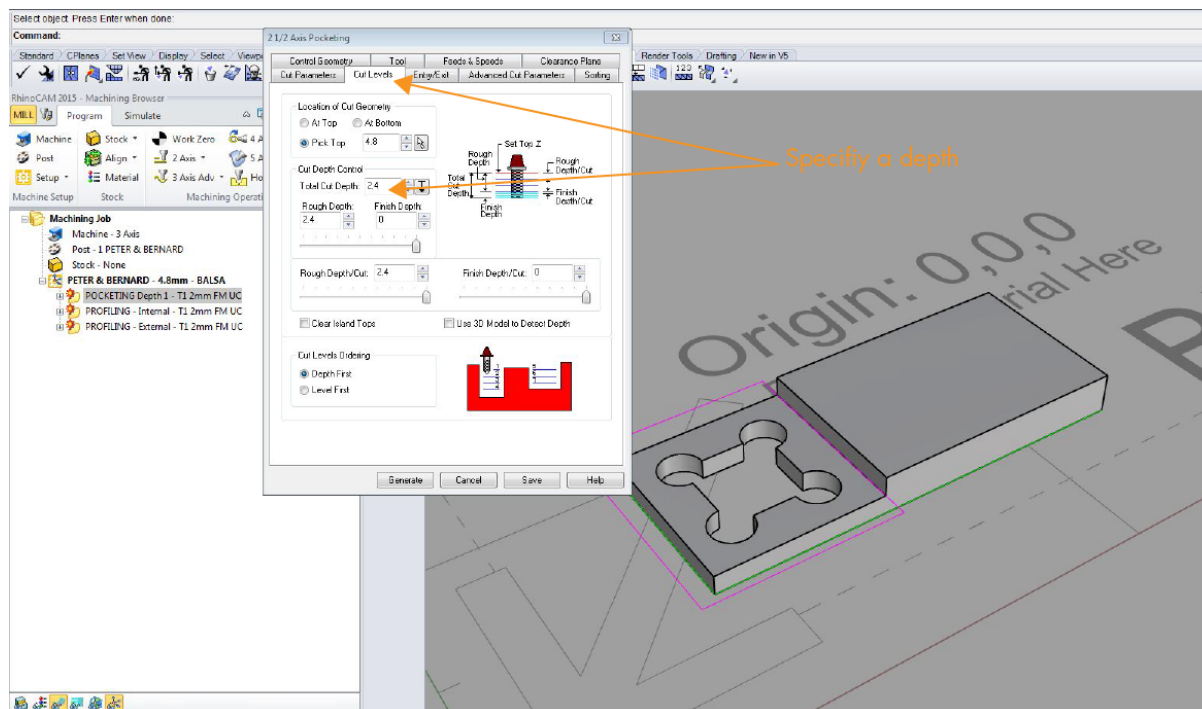 Select object. Press Enter when done:
Command:
Standard CPlanes Set View Display Select
Render Tools Drafting New in V5
RhinoCAM 2015 - Machining Browser
MILL Program Simulate
Machine Stock Work Zero
Post Align 2 Axis
Setup Material 3 Axis Adv
Machine Setup Stock
Machining Job
Machine - 3 Axis
Post - 1 PETER & BERNARD
Stock - None
PETER & BERNARD - 4.8mm - BALSA
POCKETING Depth 1 - T1 2mm FM UC
PROFILING - Internal - T1 2mm FM UC
PROFILING - External - T1 2mm FM UC
2 1/2 Axis Pocketing
Control Geometry Tool Feeds & Speeds Clearance Plane
Cut Parameters Cut Levels Entry/Exit Advanced Cut Parameters Sorting
Location of Cut Geometry
At Top At Bottom
Pick Top 4.8
Cut Depth Control
Total Cut Depth: 2.4
Rough Depth: Finish Depth:
2.4 0
Set Top Z
Rough Depth
Rough Depth/Cut
Total Cut Depth
Finish Depth/Cut
Finish Depth
Rough Depth/Cut: 2.4 Finish Depth/Cut: 0
Clear Island Tops Use 3D Model to Detect Depth
Cut Levels Ordering
Depth First
Level First
Generate Cancel Save Help
Specifiy a depth
Origin: 0,0,0
rial Here